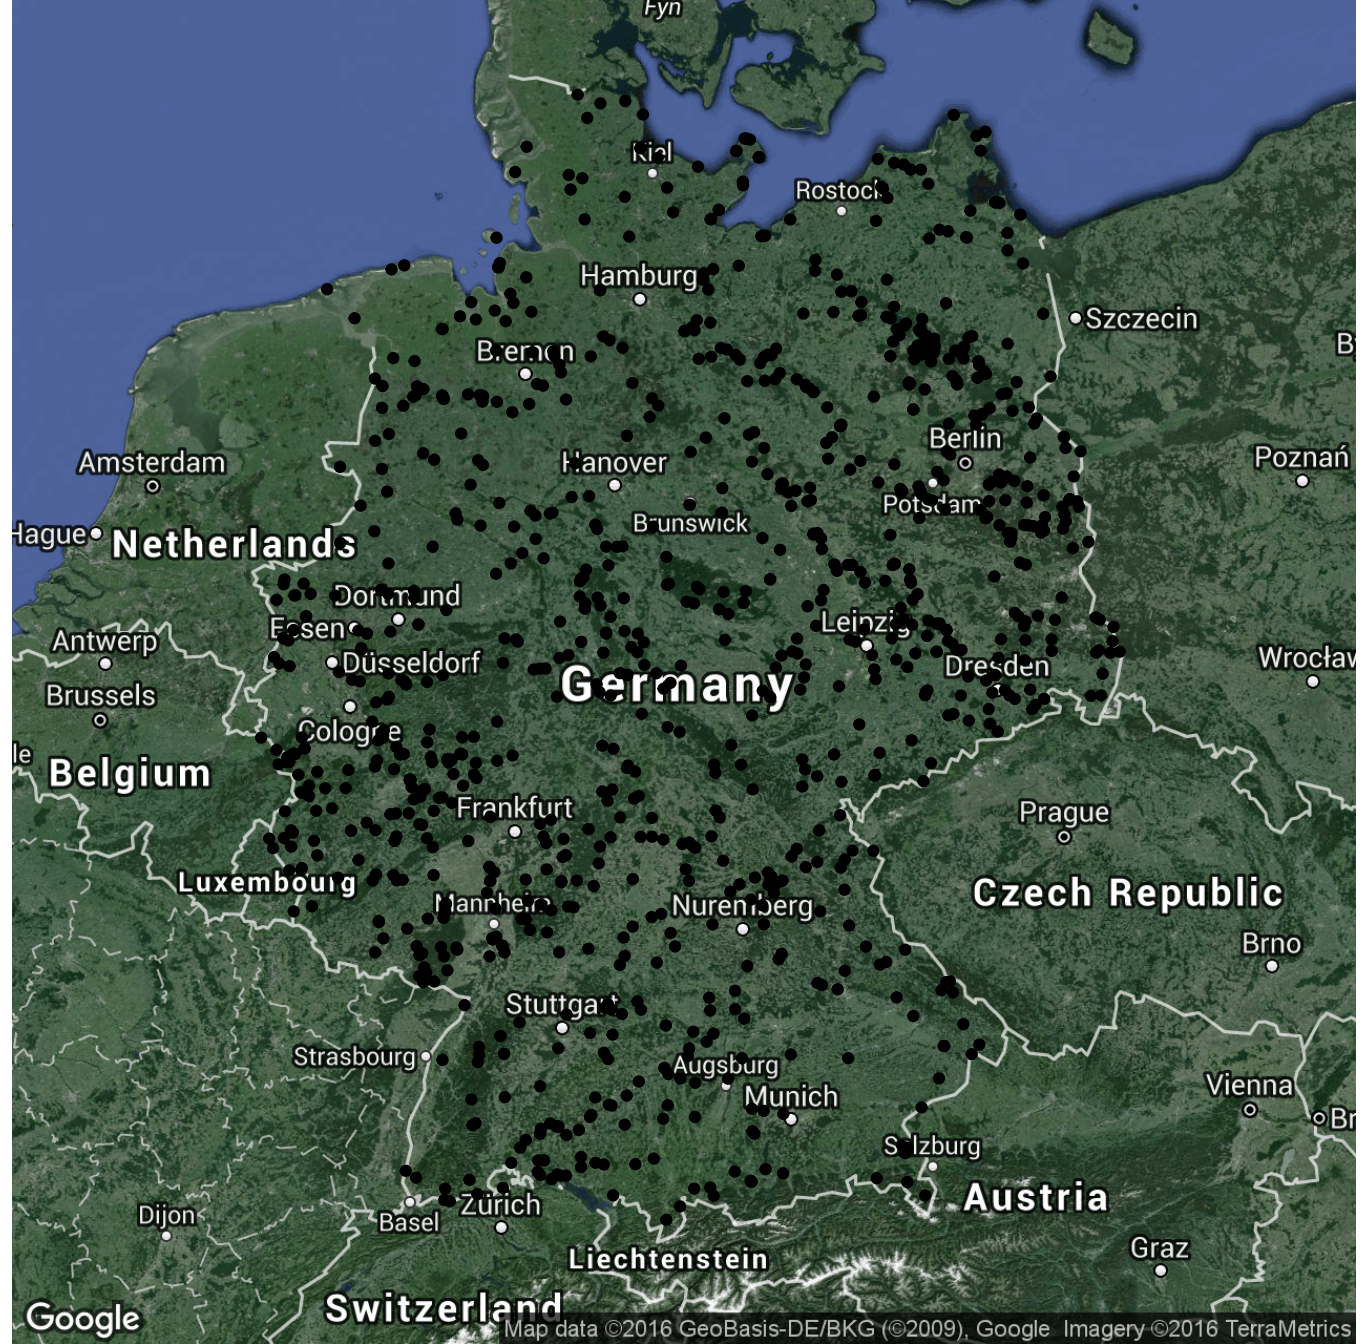 Fyn
Kiel
Rostock
Hamburg
Szczecin
Bremen
Berlin
Amsterdam
Hanover
Poznań
Potsdam
Brunswick
Hague
Netherlands
Dortmund
Essen
Leipzig
Antwerp
Düsseldorf
Dresden
Wrocław
Germany
Brussels
Cologne
Belgium
Frankfurt
Prague
Luxembourg
Czech Republic
Mannheim
Nuremberg
Brno
Stuttgart
Strasbourg
Augsburg
Munich
Vienna
Salzburg
Austria
Zürich
Dijon
Basel
Graz
Liechtenstein
Switzerland
Google
Map data ©2016 GeoBasis-DE/BKG (©2009), Google Imagery ©2016 TerraMetrics